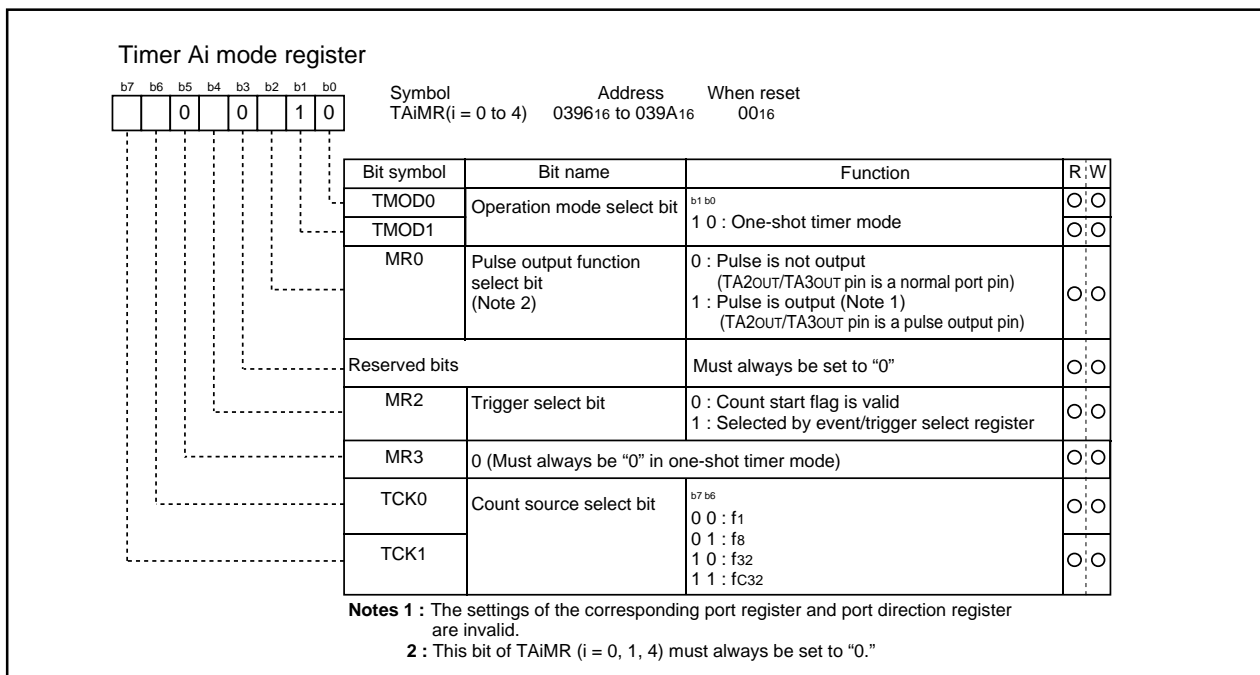 Timer Ai mode register
b7 b6 b5 b4 b3 b2 b1 b0
0 0 1 0
Symbol Address When reset
TAiMR(i = 0 to 4) 039616 to 039A16 0016
Bit symbol Bit name Function R W
TMOD0 Operation mode select bit b1 b0
TMOD1 1 0 : One-shot timer mode
MR0 Pulse output function select bit (Note 2)
0 : Pulse is not output
(TA2OUT/TA3OUT pin is a normal port pin)
1 : Pulse is output (Note 1)
(TA2OUT/TA3OUT pin is a pulse output pin)
Reserved bits Must always be set to “0”
MR2 Trigger select bit 0 : Count start flag is valid
1 : Selected by event/trigger select register
MR3 0 (Must always be “0” in one-shot timer mode)
TCK0 Count source select bit b7 b6
0 0 : f1
0 1 : f8
TCK1 1 0 : f32
1 1 : fC32
Notes 1 : The settings of the corresponding port register and port direction register
are invalid.
2 : This bit of TAiMR (i = 0, 1, 4) must always be set to “0.”